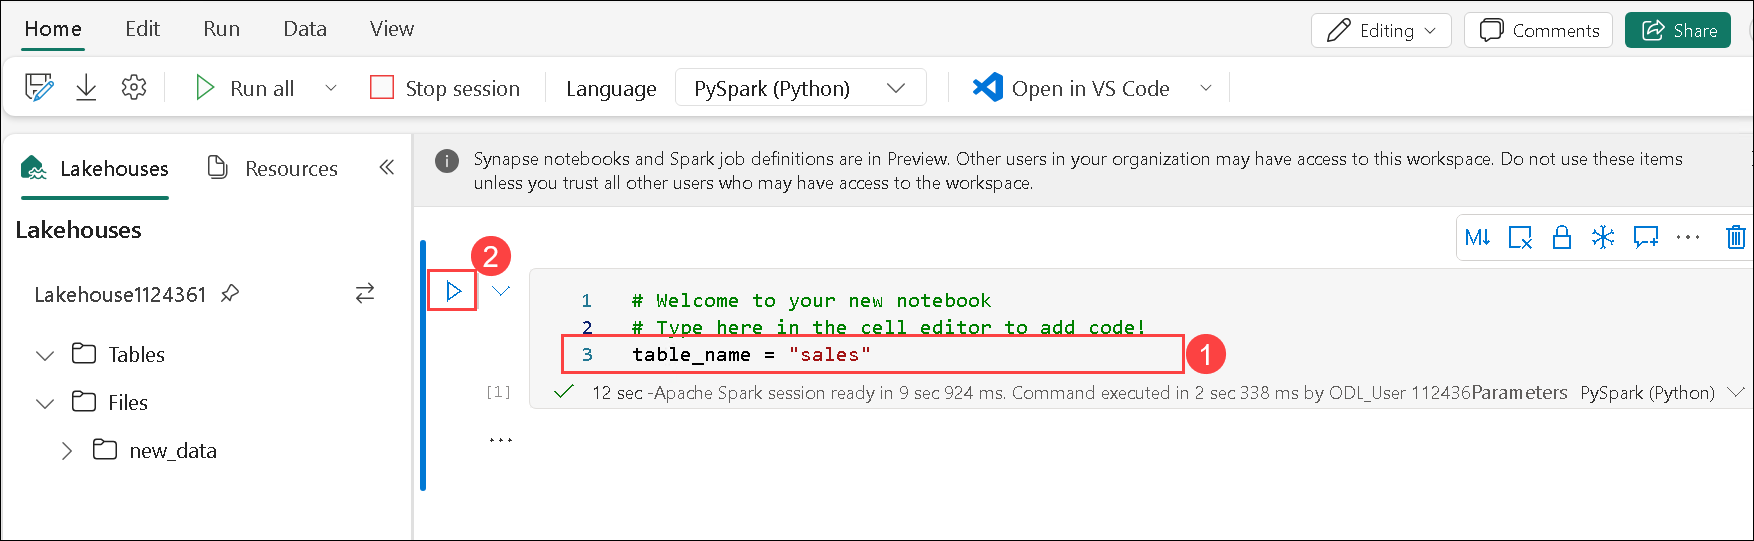 Home Edit Run Data View Editing Comments Share
Run all Stop session Language PySpark (Python) Open in VS Code
Lakehouses Resources
Synapse notebooks and Spark job definitions are in Preview. Other users in your organization may have access to this workspace. Do not use these items
unless you trust all other users who may have access to the workspace.
Lakehouses
M↓
2
Lakehouse1124361
1 # Welcome to your new notebook
2 # Type here in the cell editor to add code!
3 table_name = "sales"
1
Tables
[1] 12 sec -Apache Spark session ready in 9 sec 924 ms. Command executed in 2 sec 338 ms by ODL_User 112436 Parameters PySpark (Python)
Files
...
new_data